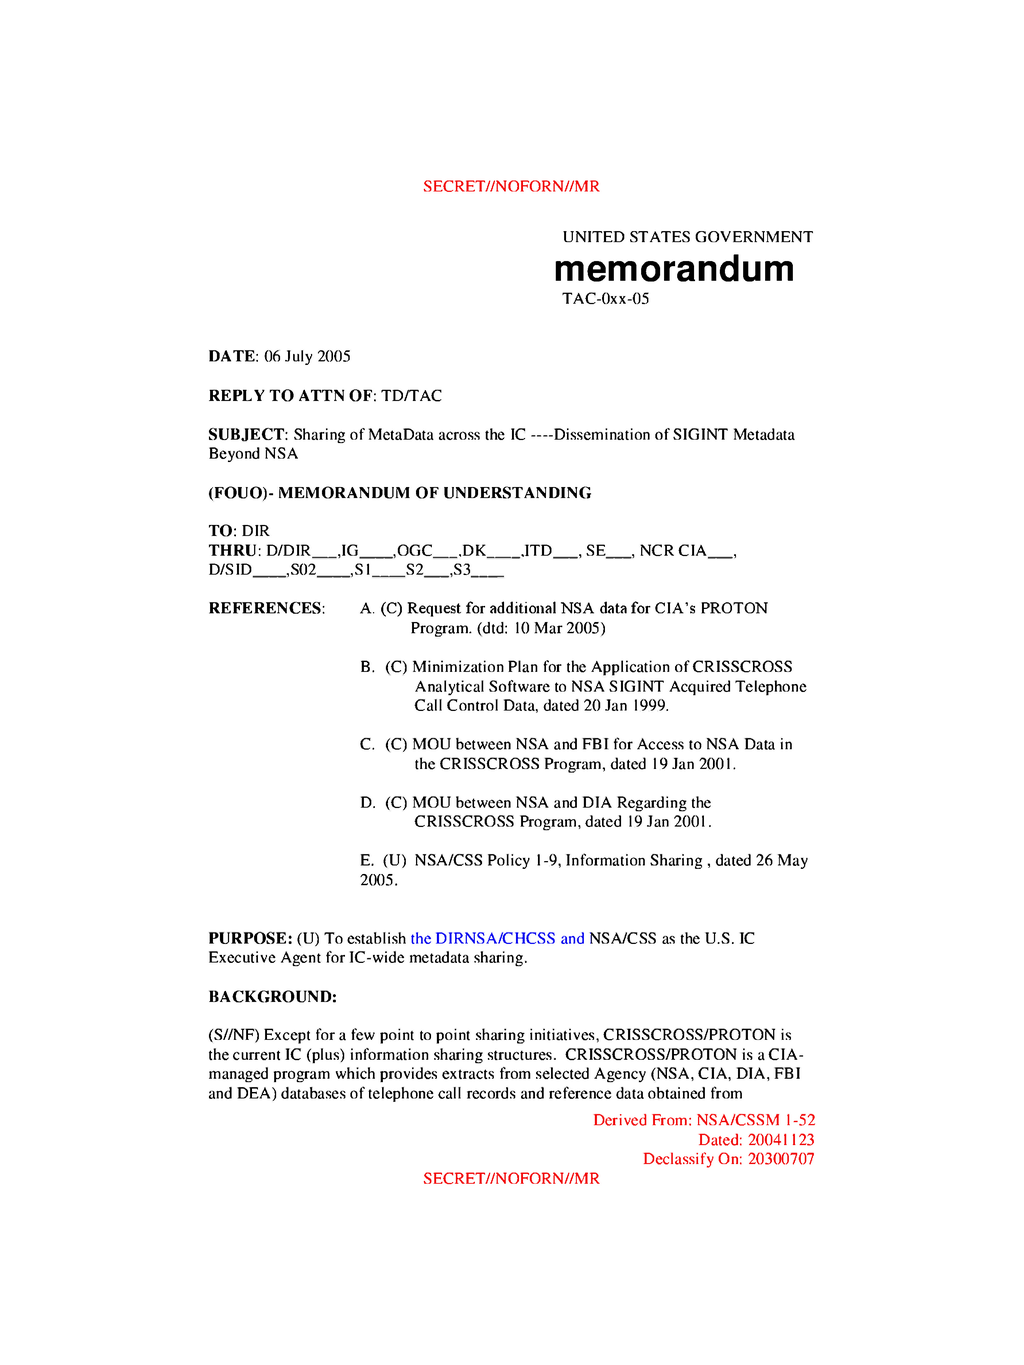 SECRET//NOFORN//MR
UNITED STATES GOVERNMENT
memorandum
TAC-0xx-05
DATE: 06 July 2005
REPLY TO ATTN OF: TD/TAC
SUBJECT: Sharing of MetaData across the IC ----Dissemination of SIGINT Metadata
Beyond NSA
(FOUO)- MEMORANDUM OF UNDERSTANDING
TO: DIR
THRU: D/DIR___,IG____,OGC___,DK____,ITD___, SE___, NCR CIA___,
D/SID____,S02____,S1____S2___,S3____
REFERENCES: A. (C) Request for additional NSA data for CIA's PROTON
Program. (dtd: 10 Mar 2005)
B. (C) Minimization Plan for the Application of CRISSCROSS
Analytical Software to NSA SIGINT Acquired Telephone
Call Control Data, dated 20 Jan 1999.
C. (C) MOU between NSA and FBI for Access to NSA Data in
the CRISSCROSS Program, dated 19 Jan 2001.
D. (C) MOU between NSA and DIA Regarding the
CRISSCROSS Program, dated 19 Jan 2001.
E. (U) NSA/CSS Policy 1-9, Information Sharing , dated 26 May
2005.
PURPOSE: (U) To establish the DIRNSA/CHCSS and NSA/CSS as the U.S. IC
Executive Agent for IC-wide metadata sharing.
BACKGROUND:
(S//NF) Except for a few point to point sharing initiatives, CRISSCROSS/PROTON is
the current IC (plus) information sharing structures. CRISSCROSS/PROTON is a CIA-
managed program which provides extracts from selected Agency (NSA, CIA, DIA, FBI
and DEA) databases of telephone call records and reference data obtained from
Derived From: NSA/CSSM 1-52
Dated: 20041123
Declassify On: 20300707
SECRET//NOFORN//MR